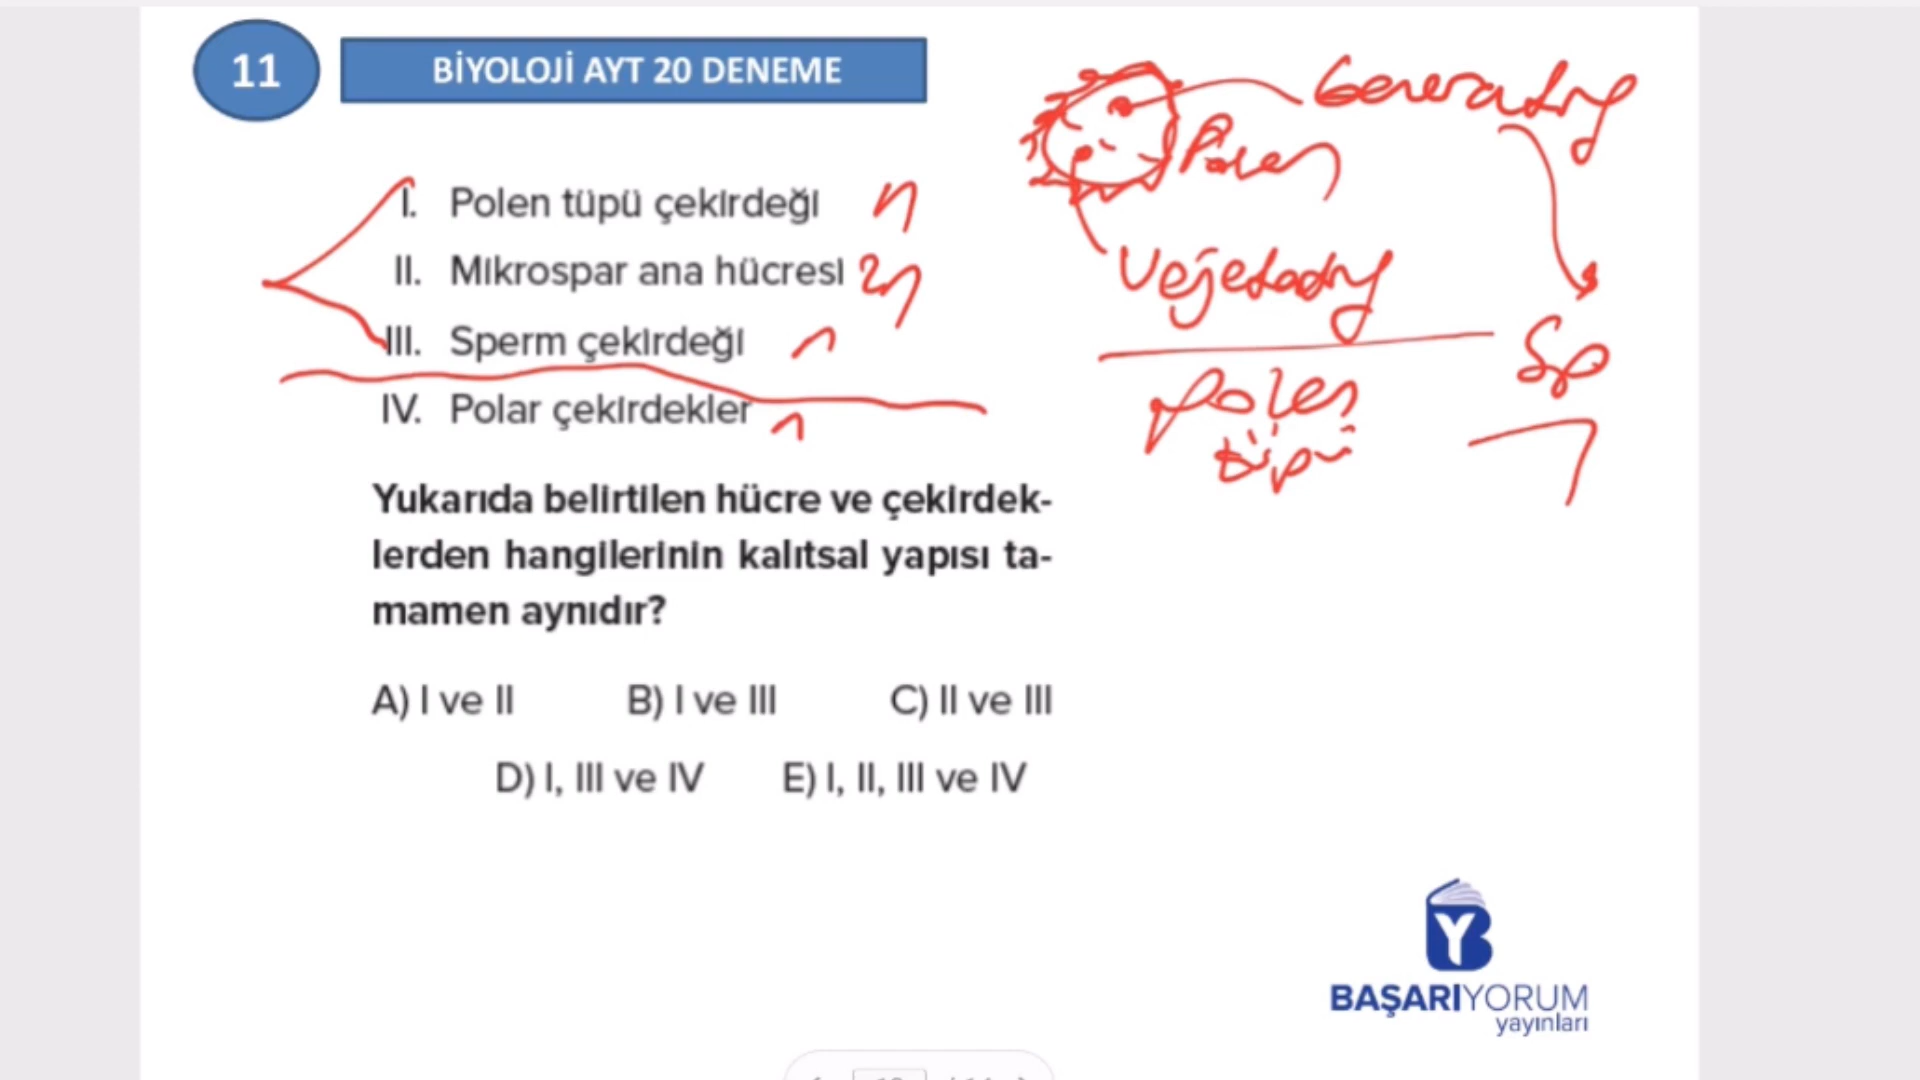 11 BİYOLOJİ AYT 20 DENEME
Generatif
Polen
I. Polen tüpü çekirdeği n
Vejetatif
II. Mikrospar ana hücresi 2n
III. Sperm çekirdeği n
Sp
IV. Polar çekirdekler n
Polen
tüpü
Yukarıda belirtilen hücre ve çekirdek-
lerden hangilerinin kalıtsal yapısı ta-
mamen aynıdır?
A) I ve II B) I ve III C) II ve III
D) I, III ve IV E) I, II, III ve IV
BAŞARIYORUM
yayınları